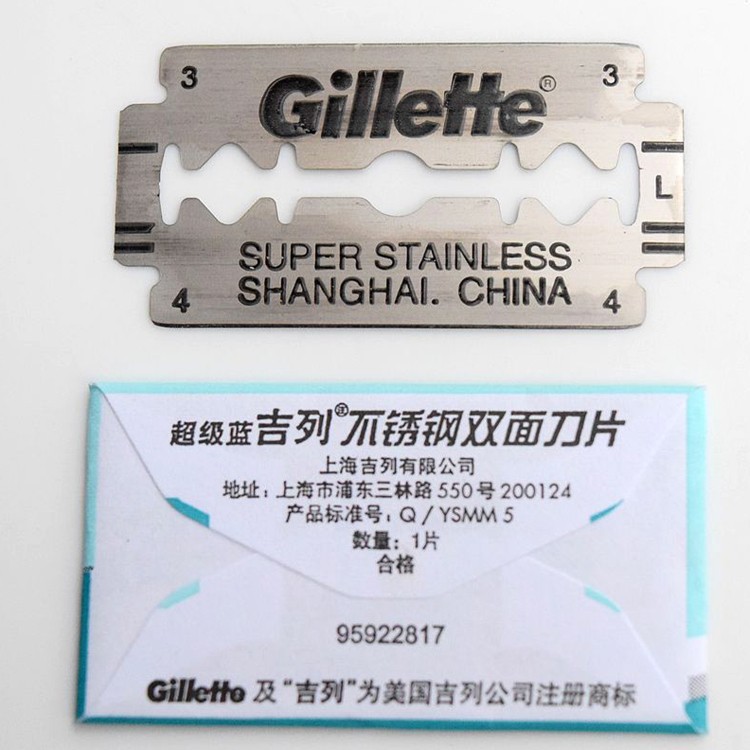 3 Gillette® 3
L
SUPER STAINLESS
4 SHANGHAI. CHINA 4
超级蓝吉列®不锈钢双面刀片
上海吉列有限公司
地址：上海市浦东三林路550号200124
产品标准号：Q/YSMM 5
数量：1片
合格
95922817
Gillette 及“吉列”为美国吉列公司注册商标